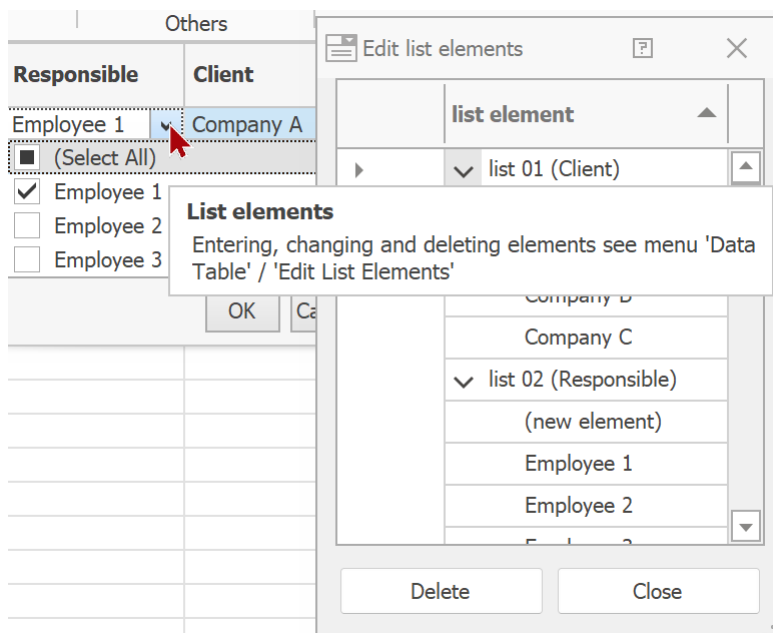 Others
Responsible
Client
Employee 1
Company A
(Select All)
Employee 1
Employee 2
Employee 3
OK
Edit list elements
?
list element
list 01 (Client)
List elements
Entering, changing and deleting elements see menu 'Data
Table' / 'Edit List Elements'
Company B
Company C
list 02 (Responsible)
(new element)
Employee 1
Employee 2
Delete
Close